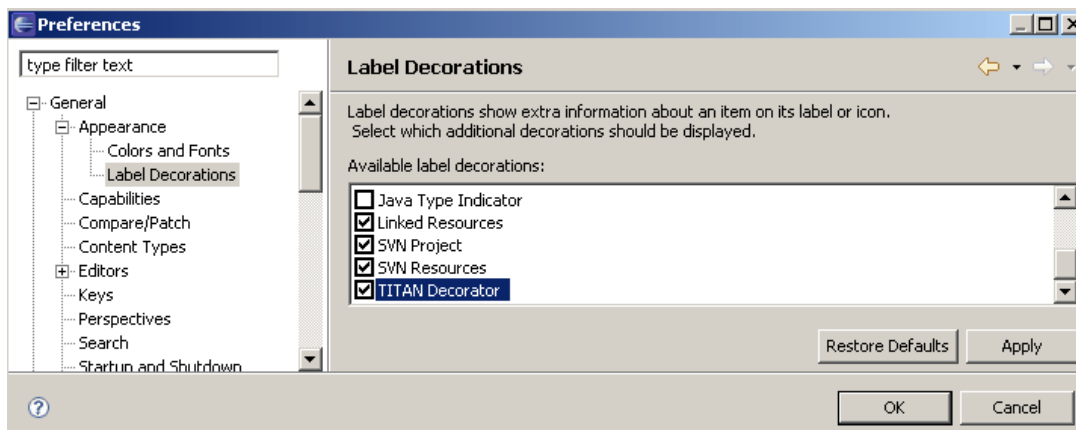 Preferences
type filter text
General
Appearance
Colors and Fonts
Label Decorations
Capabilities
Compare/Patch
Content Types
Editors
Keys
Perspectives
Search
Startup and Shutdown
Label Decorations
Label decorations show extra information about an item on its label or icon.
Select which additional decorations should be displayed.
Available label decorations:
Java Type Indicator
Linked Resources
SVN Project
SVN Resources
TITAN Decorator
Restore Defaults
Apply
OK
Cancel